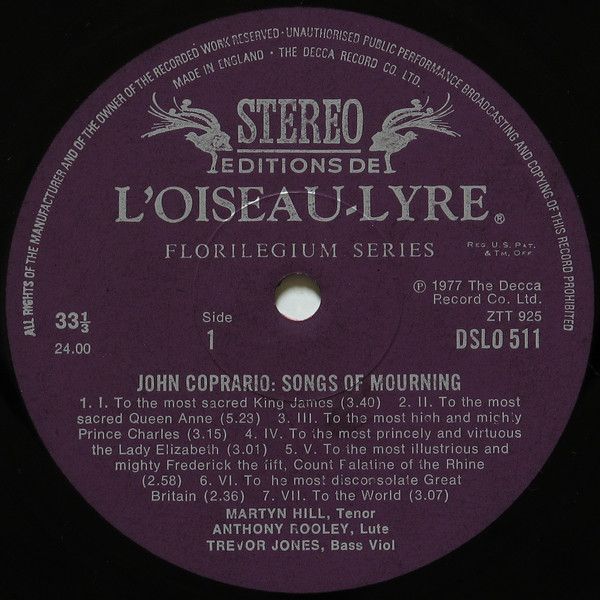 ALL RIGHTS OF THE MANUFACTURER AND OF THE OWNER OF THE RECORDED WORK RESERVED · UNAUTHORISED PUBLIC PERFORMANCE BROADCASTING AND COPYING OF THIS RECORD PROHIBITED
MADE IN ENGLAND · THE DECCA RECORD CO. LTD.
STEREO
EDITIONS DE
L'OISEAU-LYRE®
FLORILEGIUM SERIES
REG. U.S. PAT.
& TM. OFF.
℗ 1977 The Decca
Record Co. Ltd.
33⅓
Side
ZTT 925
24.00
1
DSLO 511
JOHN COPRARIO: SONGS OF MOURNING
1. I. To the most sacred King James (3.40) 2. II. To the most
sacred Queen Anne (5.23) 3. III. To the most high and mighty
Prince Charles (3.15) 4. IV. To the most princely and virtuous
the Lady Elizabeth (3.01) 5. V. To the most illustrious and
mighty Frederick the fift, Count Palatine of the Rhine
(2.58) 6. VI. To he most disconsolate Great
Britain (2.36) 7. VII. To the World (3.07)
MARTYN HILL, Tenor
ANTHONY ROOLEY, Lute
TREVOR JONES, Bass Viol